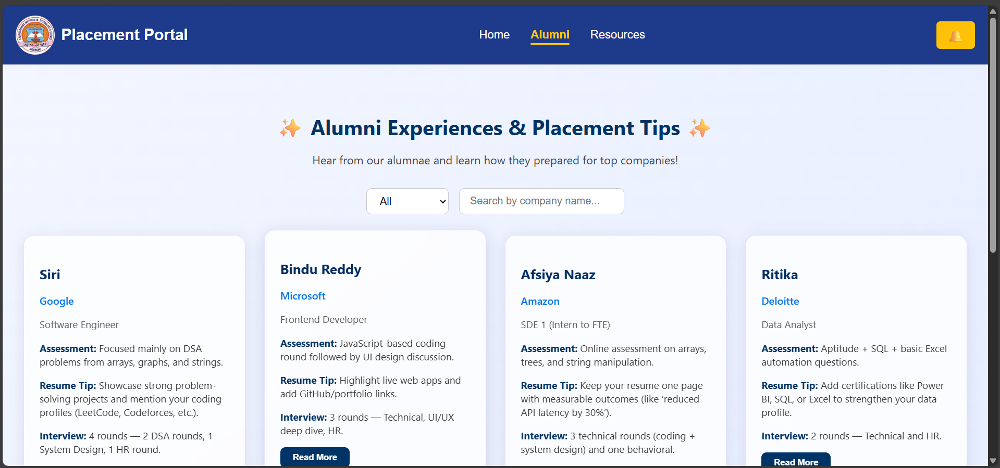 Placement Portal
Home
Alumni
Resources
Alumni Experiences & Placement Tips
Hear from our alumnae and learn how they prepared for top companies!
All
Search by company name...
Siri
Google
Software Engineer
Assessment: Focused mainly on DSA
problems from arrays, graphs, and strings.
Resume Tip: Showcase strong problem-
solving projects and mention your coding
profiles (LeetCode, Codeforces, etc.).
Interview: 4 rounds — 2 DSA rounds, 1
System Design, 1 HR round.
Bindu Reddy
Microsoft
Frontend Developer
Assessment: JavaScript-based coding
round followed by UI design discussion.
Resume Tip: Highlight live web apps and
add GitHub/portfolio links.
Interview: 3 rounds — Technical, UI/UX
deep dive, HR.
Read More
Afsiya Naaz
Amazon
SDE 1 (Intern to FTE)
Assessment: Online assessment on arrays,
trees, and string manipulation.
Resume Tip: Keep your resume one page
with measurable outcomes (like ‘reduced
API latency by 30%’).
Interview: 3 technical rounds (coding +
system design) and one behavioral.
Ritika
Deloitte
Data Analyst
Assessment: Aptitude + SQL + basic Excel
automation questions.
Resume Tip: Add certifications like Power
BI, SQL, or Excel to strengthen your data
profile.
Interview: 2 rounds — Technical and HR.
Read More